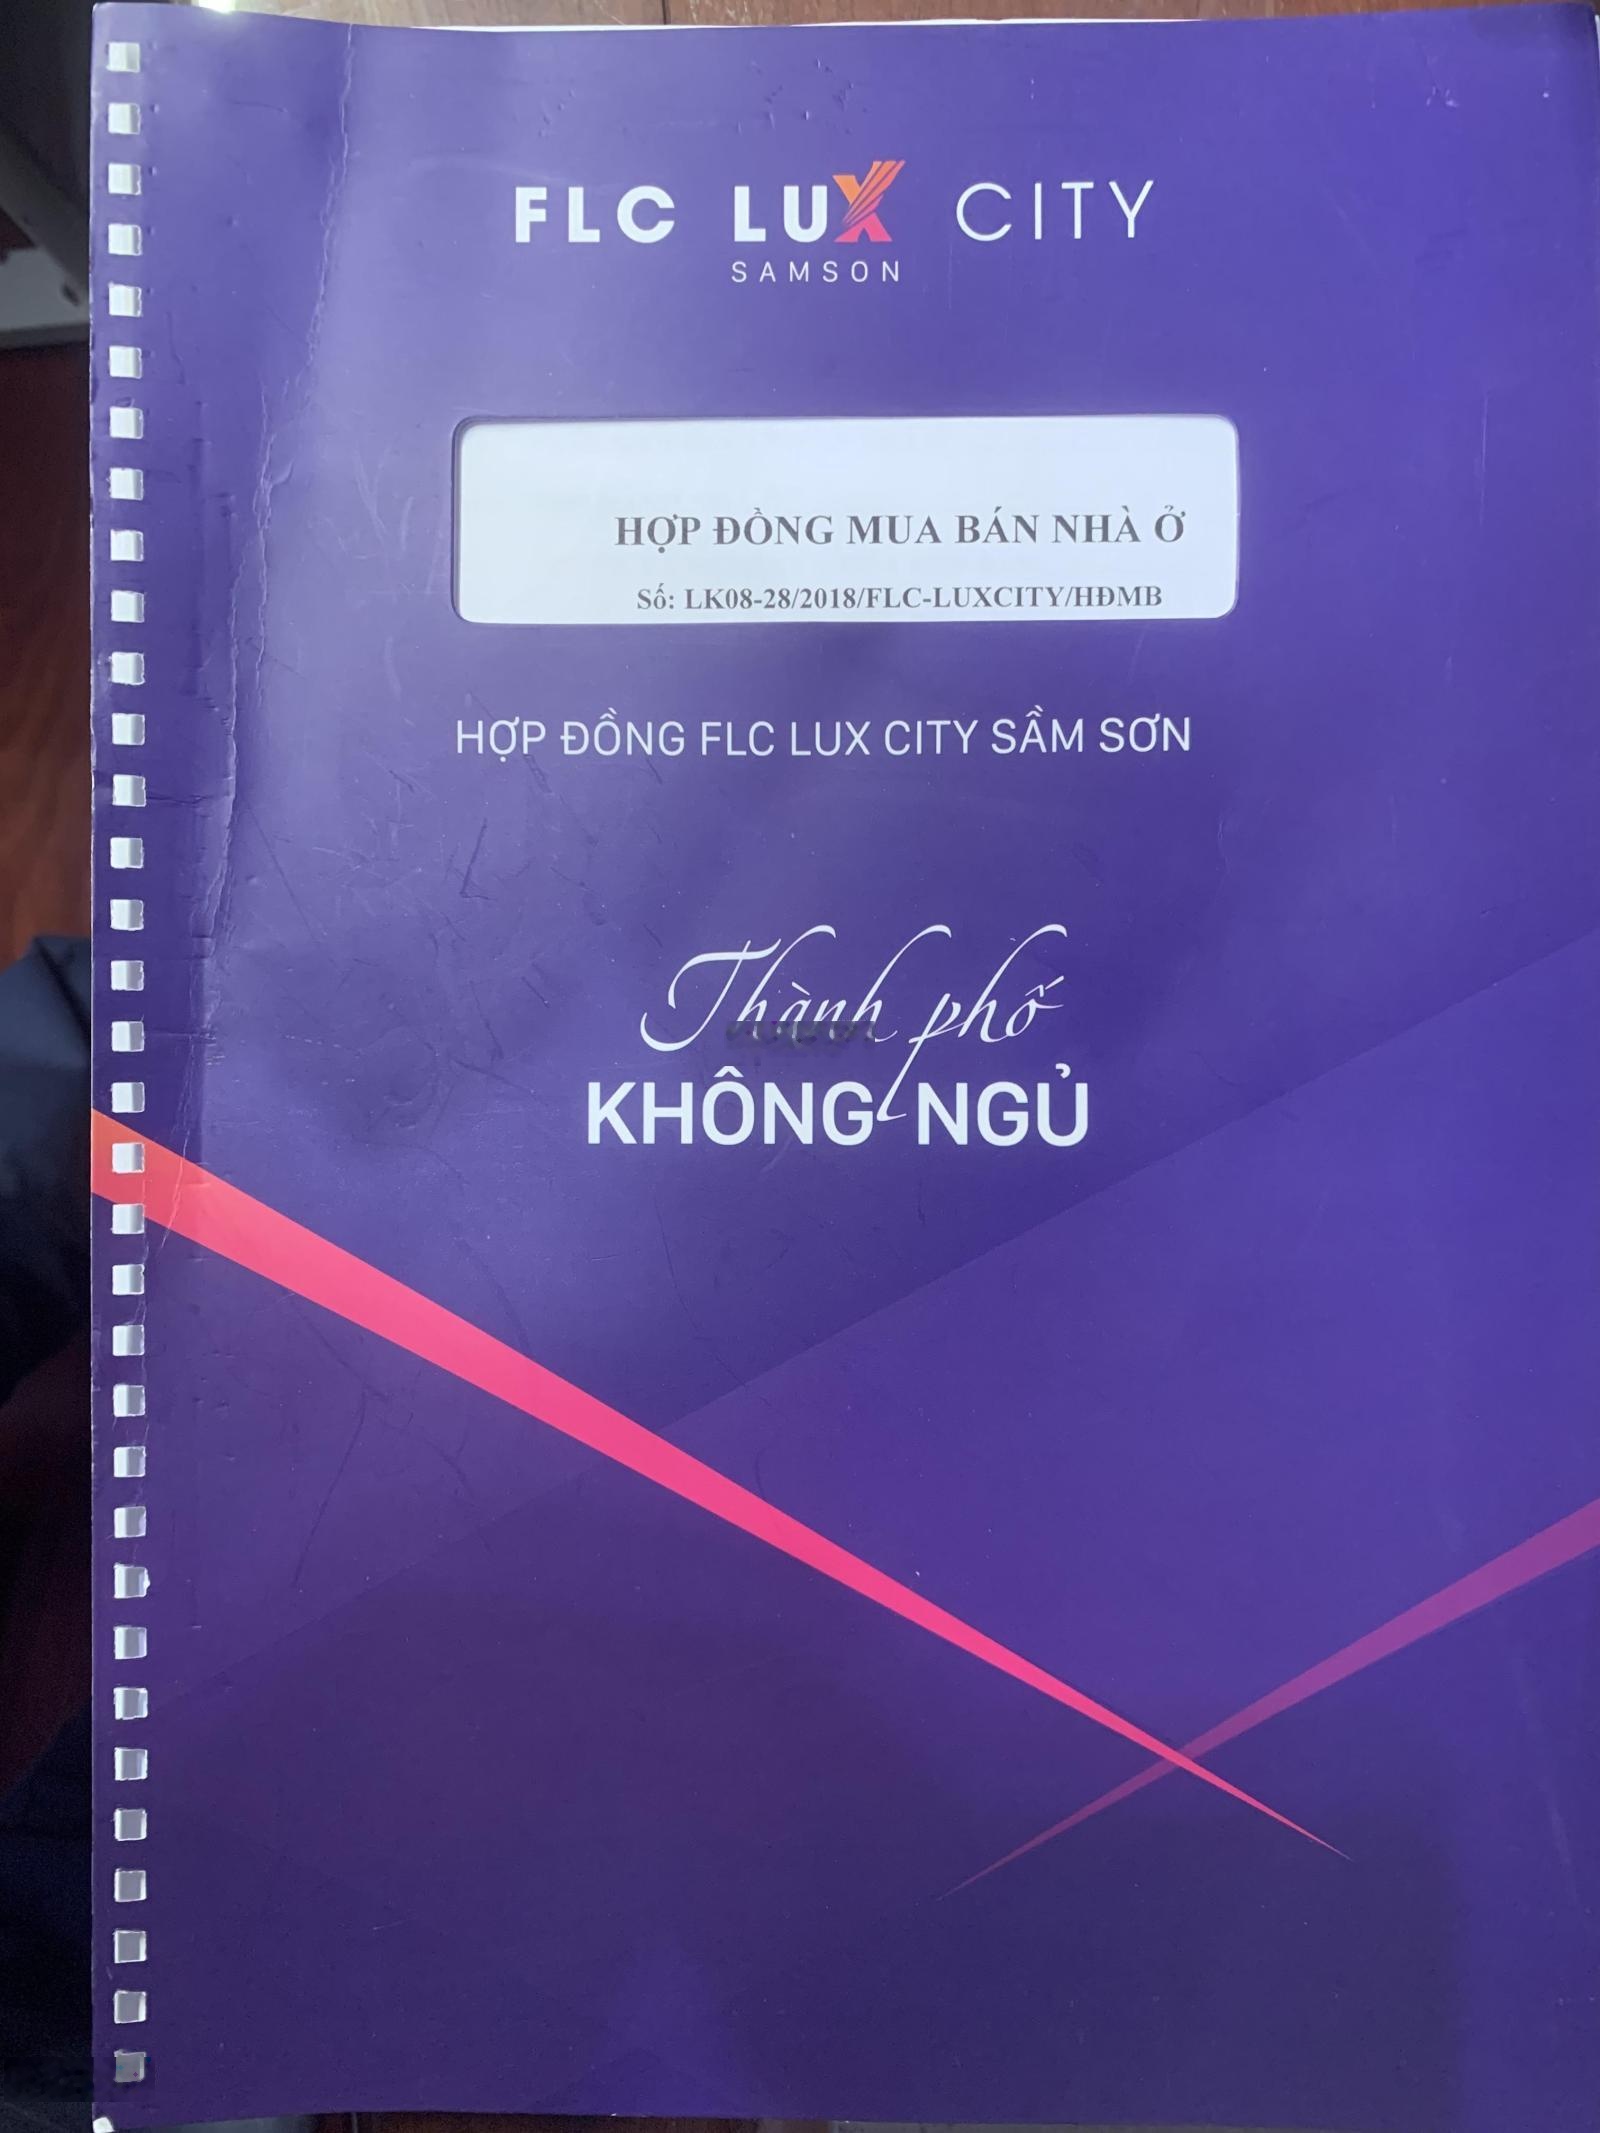 FLC LUX CITY
SAMSON
HỢP ĐỒNG MUA BÁN NHÀ Ở
Số: LK08-28/2018/FLC-LUXCITY/HĐMB
HỢP ĐỒNG FLC LUX CITY SẦM SƠN
Thành phố
KHÔNG NGỦ